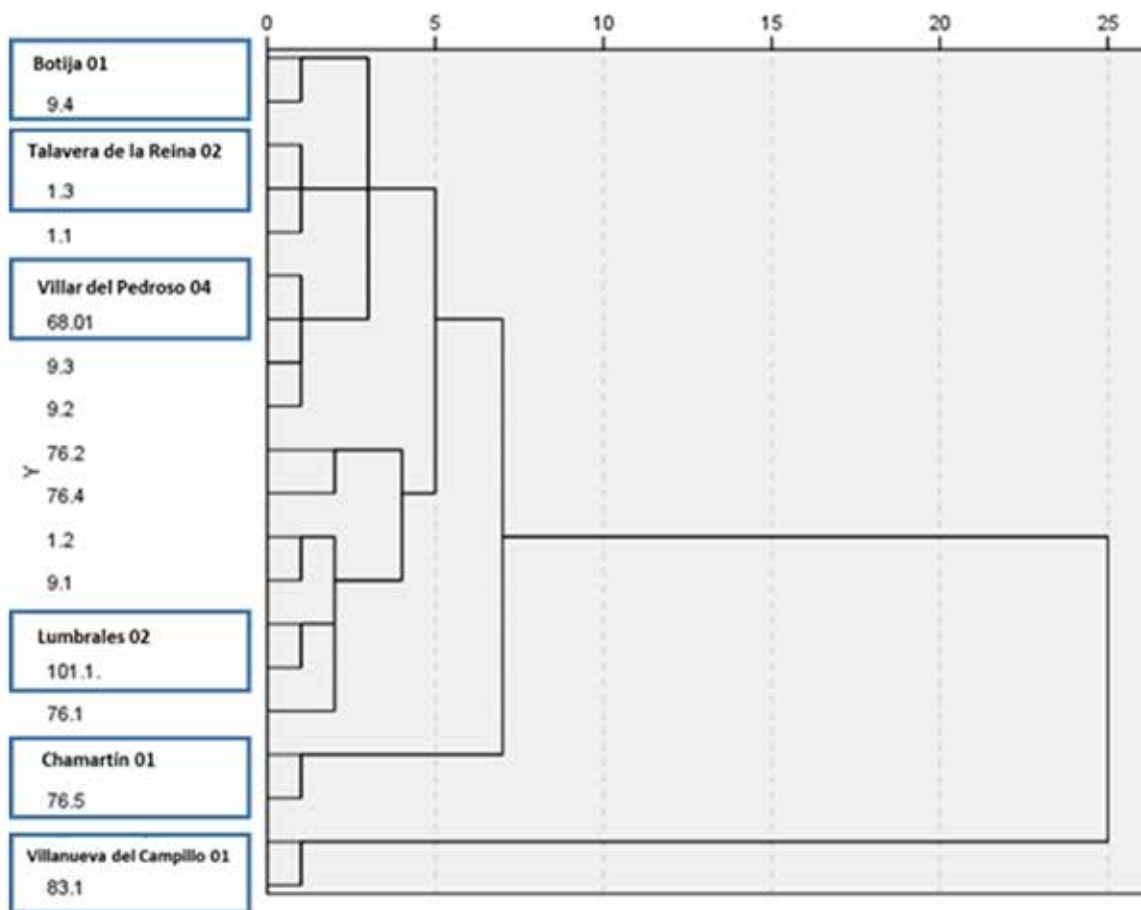 0 5 10 15 20 25
Botija 01
9.4
Talavera de la Reina 02
1.3
1.1
Villar del Pedroso 04
68.01
9.3
9.2
76.2
Y
76.4
1.2
9.1
Lumbrales 02
101.1.
76.1
Chamartín 01
76.5
Villanueva del Campillo 01
83.1